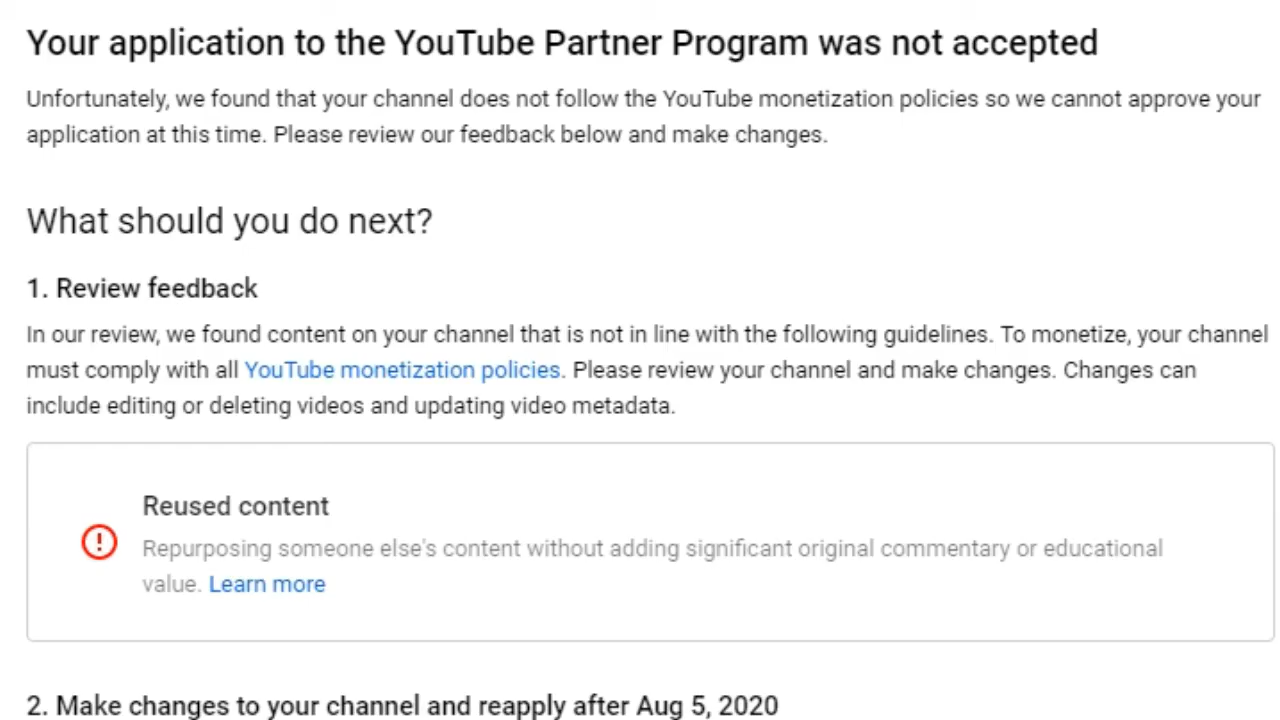 Your application to the YouTube Partner Program was not accepted
Unfortunately, we found that your channel does not follow the YouTube monetization policies so we cannot approve your
application at this time. Please review our feedback below and make changes.
What should you do next?
1. Review feedback
In our review, we found content on your channel that is not in line with the following guidelines. To monetize, your channel
must comply with all YouTube monetization policies. Please review your channel and make changes. Changes can
include editing or deleting videos and updating video metadata.
Reused content
Repurposing someone else's content without adding significant original commentary or educational
value. Learn more
2. Make changes to your channel and reapply after Aug 5, 2020